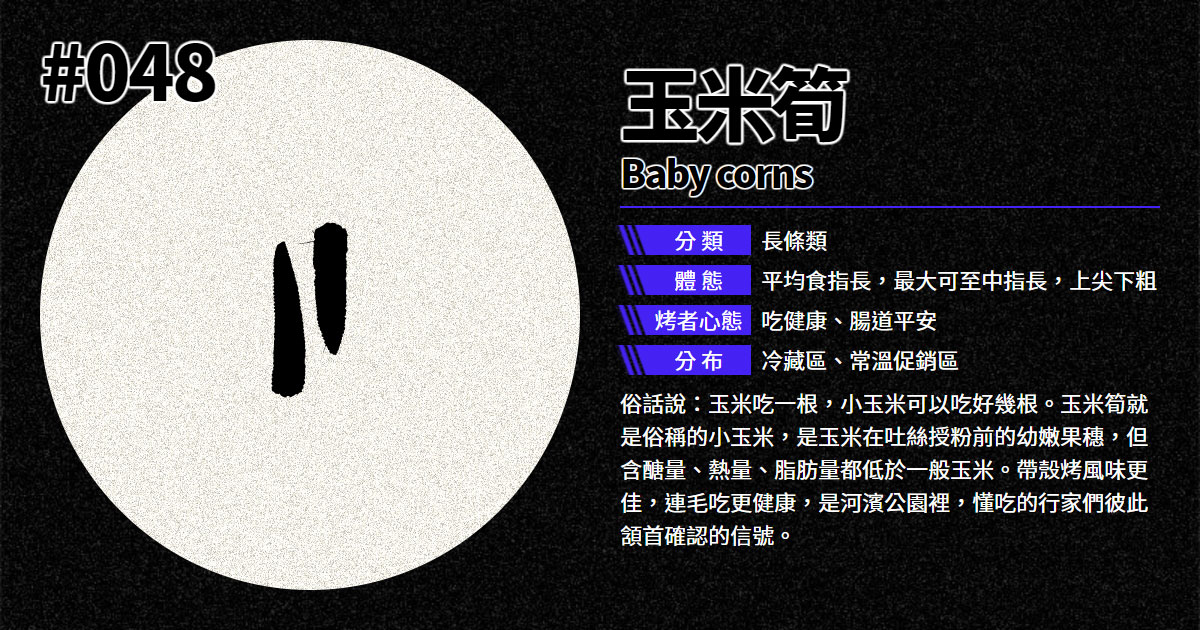 #048
玉米筍
Baby corns
分類 長條類
體態 平均食指長，最大可至中指長，上尖下粗
烤者心態 吃健康、腸道平安
分布 冷藏區、常溫促銷區
俗話說：玉米吃一根，小玉米可以吃好幾根。玉米筍就
是俗稱的小玉米，是玉米在吐絲授粉前的幼嫩果穗，但
含醣量、熱量、脂肪量都低於一般玉米。帶殼烤風味更
佳，連毛吃更健康，是河濱公園裡，懂吃的行家們彼此
頷首確認的信號。